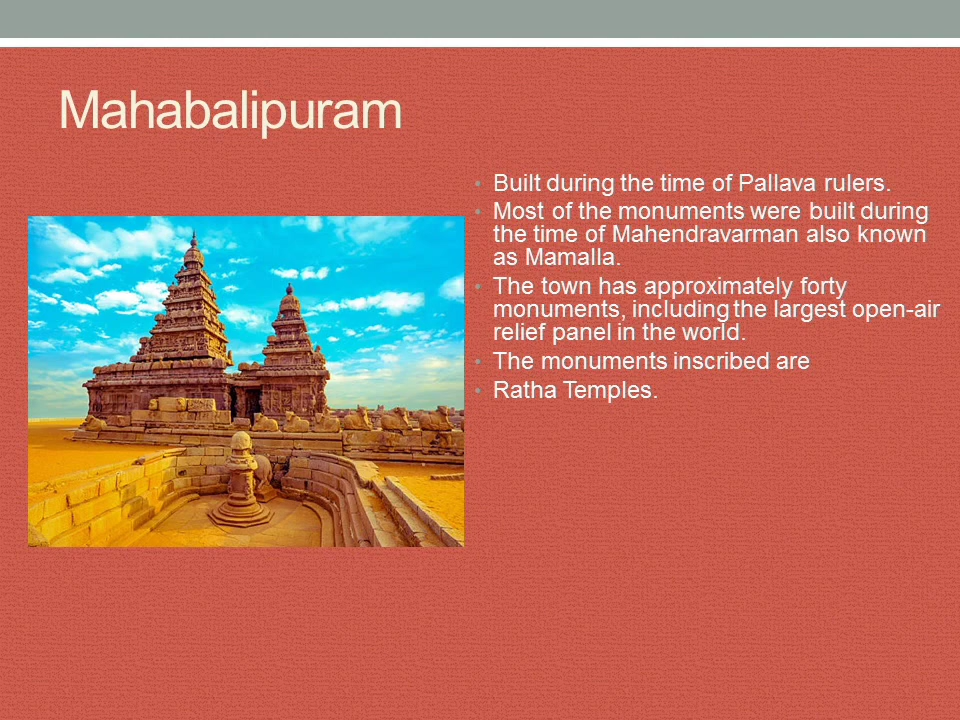 Mahabalipuram
• Built during the time of Pallava rulers.
• Most of the monuments were built during
the time of Mahendravarman also known
as Mamalla.
• The town has approximately forty
monuments, including the largest open-air
relief panel in the world.
• The monuments inscribed are
• Ratha Temples.